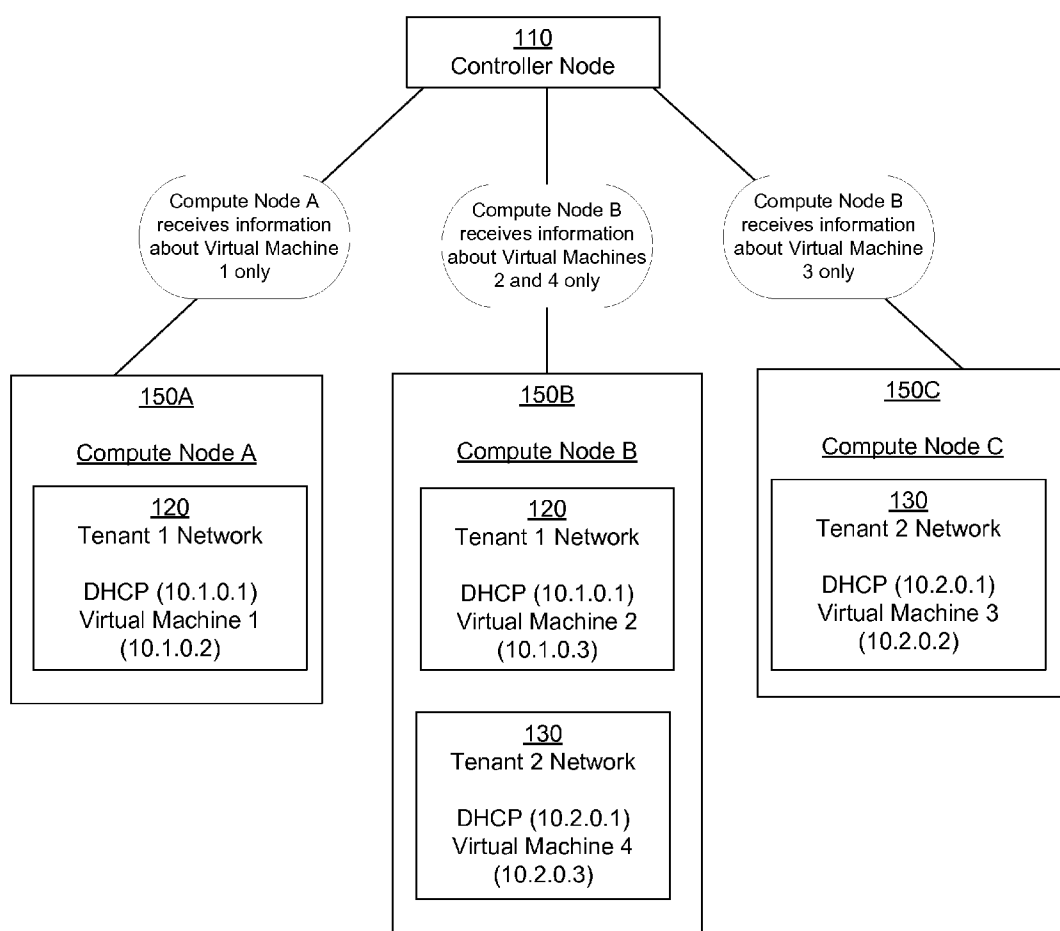 110
Controller Node
Compute Node A
receives information
about Virtual Machine
1 only
Compute Node B
receives information
about Virtual Machines
2 and 4 only
Compute Node B
receives information
about Virtual Machine
3 only
150A
Compute Node A
120
Tenant 1 Network
DHCP (10.1.0.1)
Virtual Machine 1
(10.1.0.2)
150B
Compute Node B
120
Tenant 1 Network
DHCP (10.1.0.1)
Virtual Machine 2
(10.1.0.3)
130
Tenant 2 Network
DHCP (10.2.0.1)
Virtual Machine 4
(10.2.0.3)
150C
Compute Node C
130
Tenant 2 Network
DHCP (10.2.0.1)
Virtual Machine 3
(10.2.0.2)